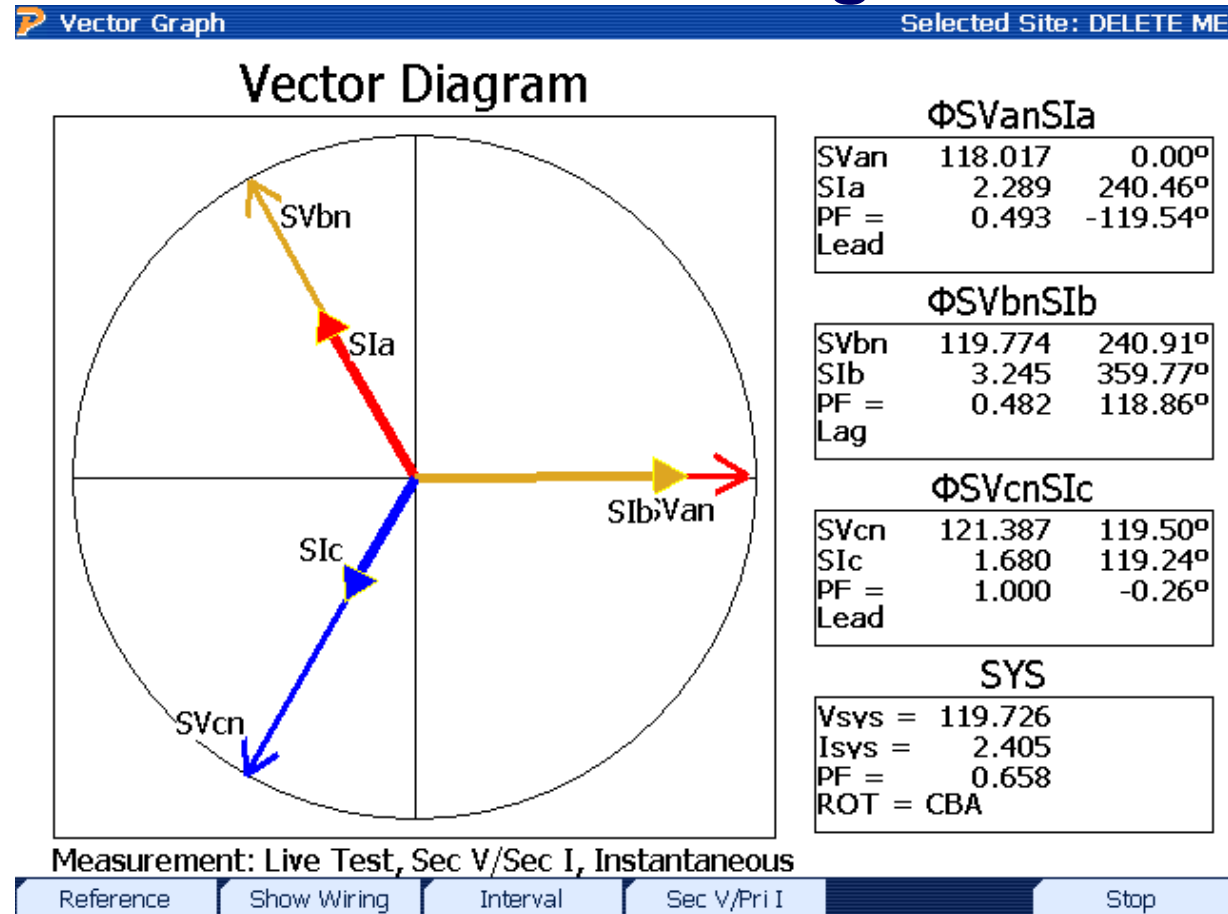 Vector Graph
Selected Site: DELETE ME
Vector Diagram
SVbn
SIa
SIb
SVan
SIc
SVcn
ΦSVanSIa
SVan 118.017 0.00º
SIa 2.289 240.46º
PF = 0.493 -119.54º
Lead
ΦSVbnSIb
SVbn 119.774 240.91º
SIb 3.245 359.77º
PF = 0.482 118.86º
Lag
ΦSVcnSIc
SVcn 121.387 119.50º
SIc 1.680 119.24º
PF = 1.000 -0.26º
Lead
SYS
Vsys = 119.726
Isys = 2.405
PF = 0.658
ROT = CBA
Measurement: Live Test, Sec V/Sec I, Instantaneous
Reference Show Wiring Interval Sec V/Pri I Stop